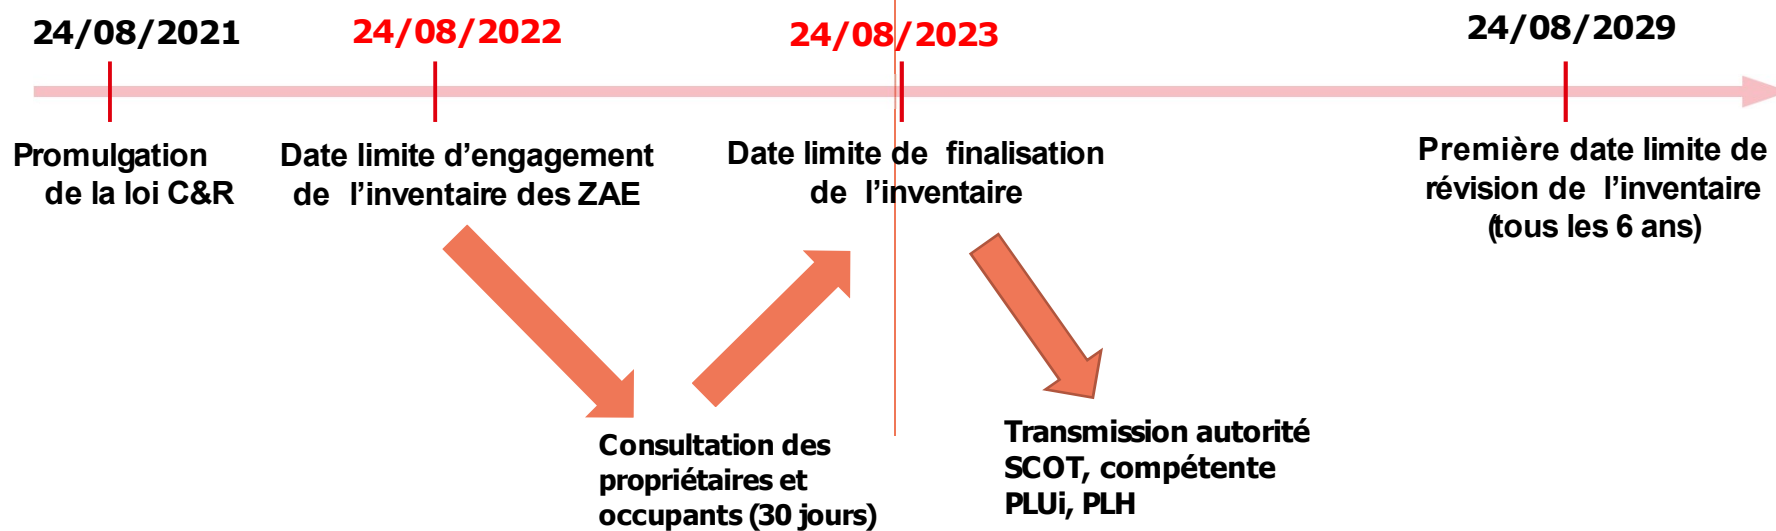 24/08/2021
24/08/2022
24/08/2023
24/08/2029
Promulgation
de la loi C&R
Date limite d’engagement
de l’inventaire des ZAE
Date limite de finalisation
de l’inventaire
Première date limite de
révision de l’inventaire
(tous les 6 ans)
Consultation des
propriétaires et
occupants (30 jours)
Transmission autorité
SCOT, compétente
PLUi, PLH